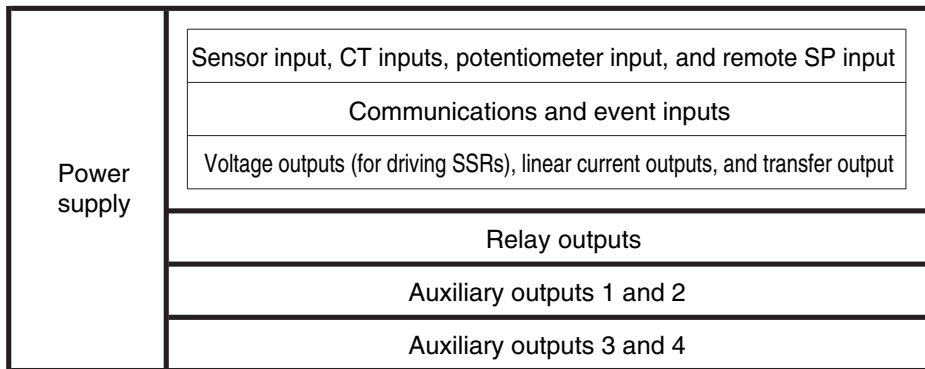 Power
supply
Sensor input, CT inputs, potentiometer input, and remote SP input
Communications and event inputs
Voltage outputs (for driving SSRs), linear current outputs, and transfer output
Relay outputs
Auxiliary outputs 1 and 2
Auxiliary outputs 3 and 4